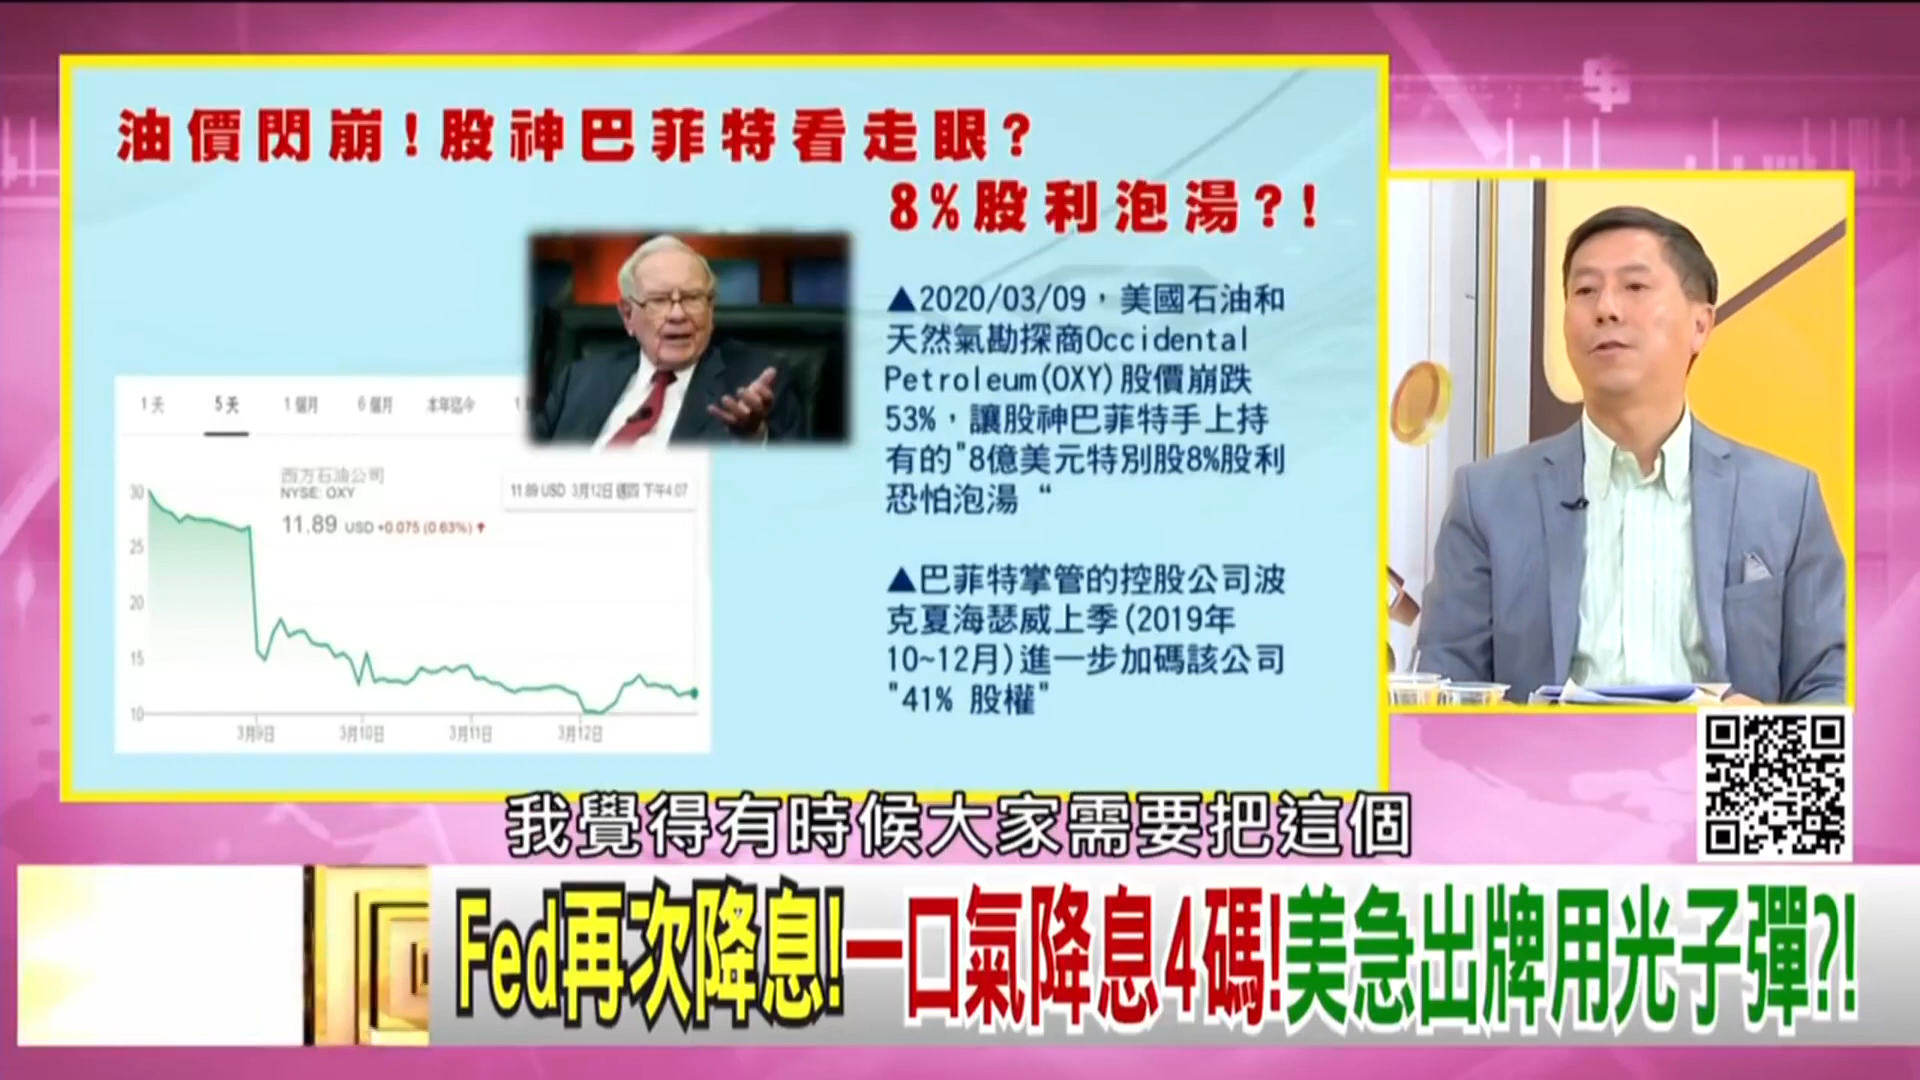 油價閃崩!股神巴菲特看走眼?
8%股利泡湯?!
▲2020/03/09，美國石油和
天然氣勘探商Occidental
Petroleum(OXY)股價崩跌
53%，讓股神巴菲特手上持
有的"8億美元特別股8%股利
恐怕泡湯“
▲巴菲特掌管的控股公司波
克夏海瑟威上季(2019年
10~12月)進一步加碼該公司
"41% 股權"
1天 5天 1個月 6個月 本年迄今
西方石油公司
NYSE: OXY
11.89 USD +0.075 (0.63%)
11.89 USD 3月12日 週四 下午4:07
30
25
20
15
10
3月9日 3月10日 3月11日 3月12日
我覺得有時候大家需要把這個
Fed再次降息!一口氣降息4碼!美急出牌用光子彈?!